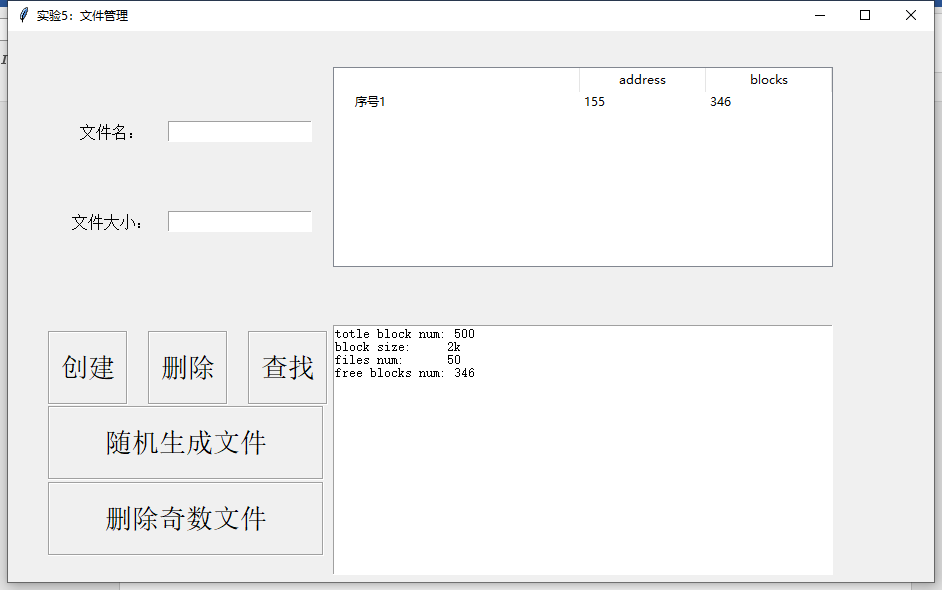 实验5：文件管理
address blocks
序号1 155 346
文件名：
文件大小：
创建 删除 查找
随机生成文件
删除奇数文件
totle block num: 500
block size: 2k
files num: 50
free blocks num: 346